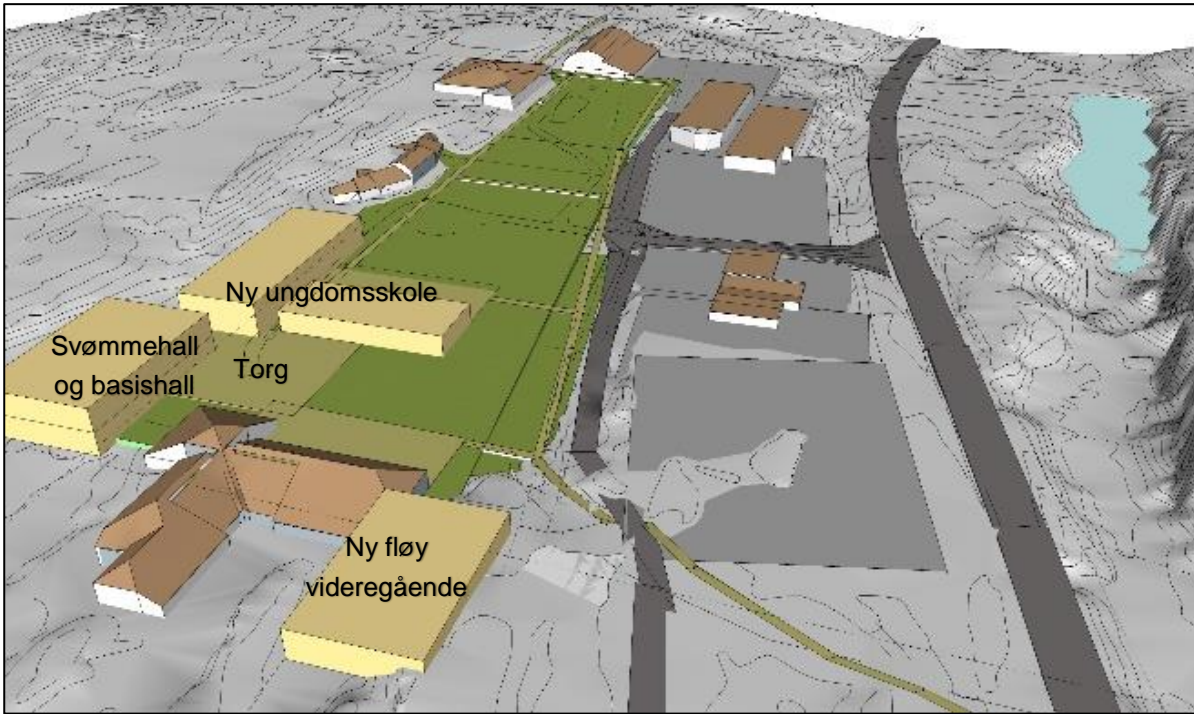 Ny ungdomsskole
Svømmehall
og basishall
Torg
Ny fløy
videregående